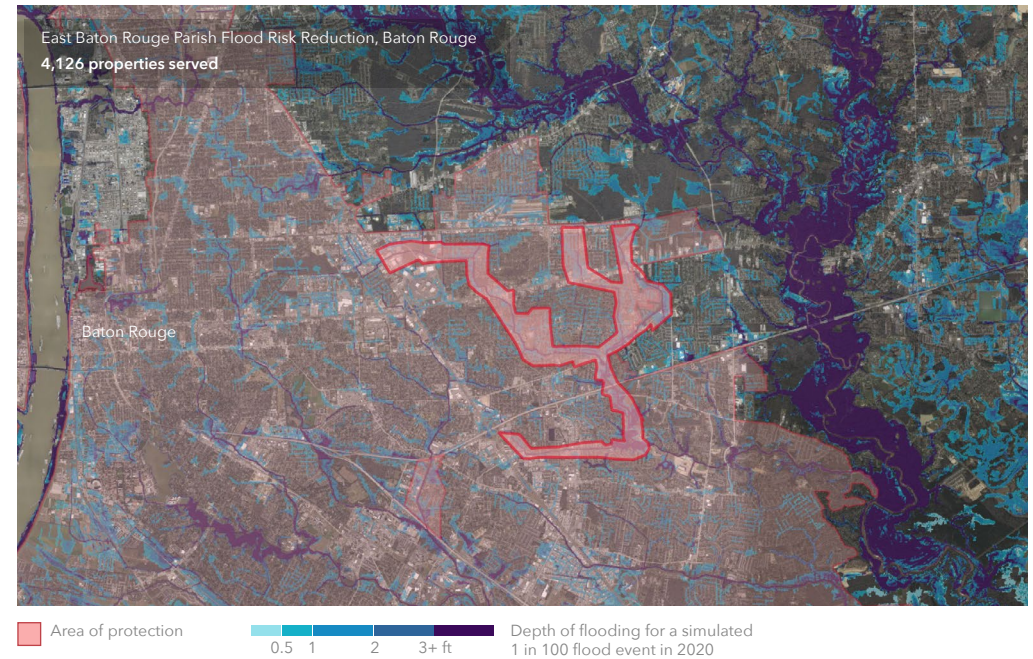 East Baton Rouge Parish Flood Risk Reduction, Baton Rouge
4,126 properties served
Baton Rouge
Area of protection
0.5 1 2 3+ ft
Depth of flooding for a simulated
1 in 100 flood event in 2020